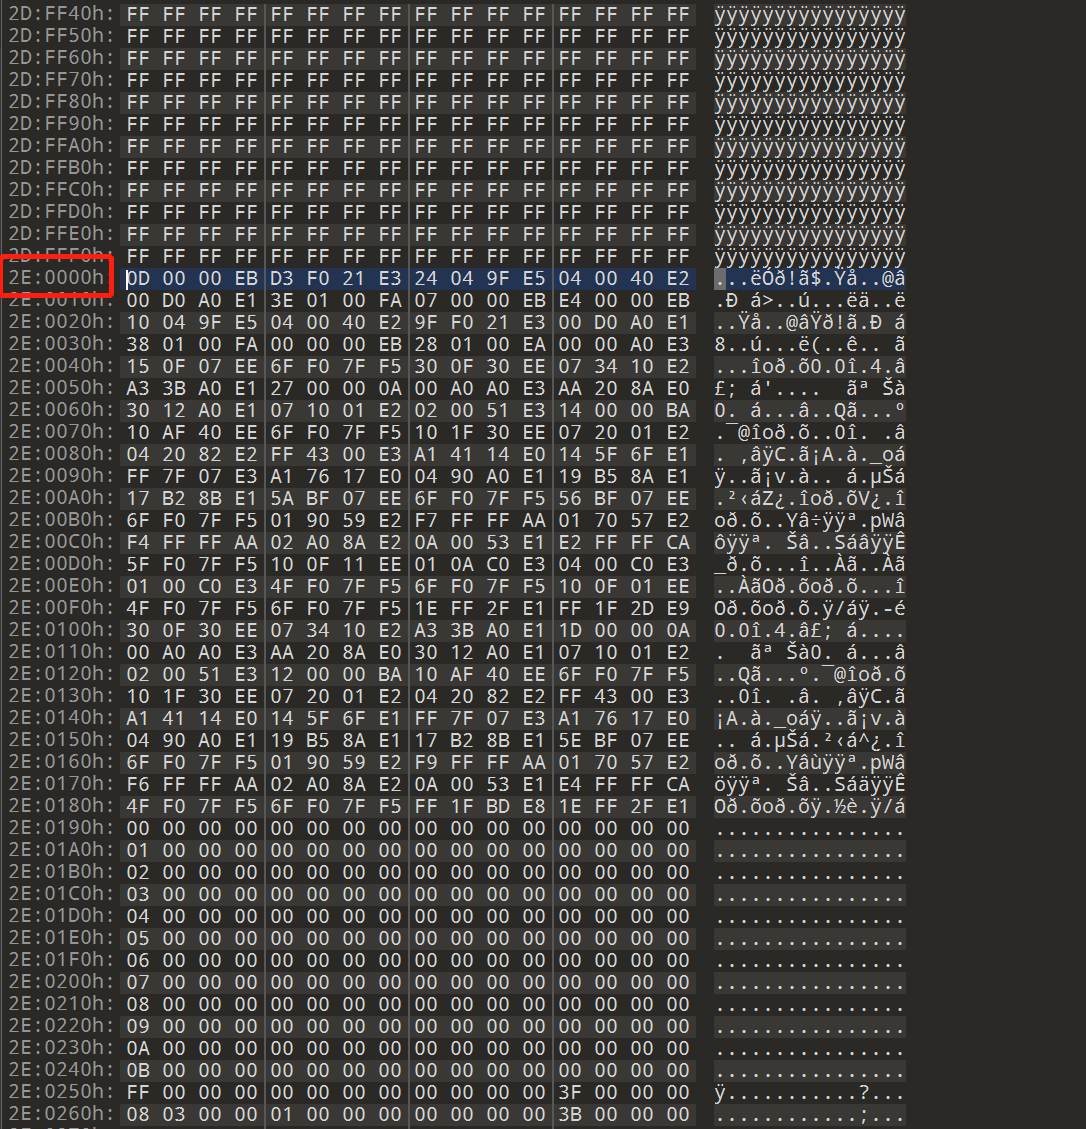 2D:FF40h: FF FF FF FF FF FF FF FF FF FF FF FF FF FF FF FF ÿÿÿÿÿÿÿÿÿÿÿÿÿÿÿÿ
2D:FF50h: FF FF FF FF FF FF FF FF FF FF FF FF FF FF FF FF ÿÿÿÿÿÿÿÿÿÿÿÿÿÿÿÿ
2D:FF60h: FF FF FF FF FF FF FF FF FF FF FF FF FF FF FF FF ÿÿÿÿÿÿÿÿÿÿÿÿÿÿÿÿ
2D:FF70h: FF FF FF FF FF FF FF FF FF FF FF FF FF FF FF FF ÿÿÿÿÿÿÿÿÿÿÿÿÿÿÿÿ
2D:FF80h: FF FF FF FF FF FF FF FF FF FF FF FF FF FF FF FF ÿÿÿÿÿÿÿÿÿÿÿÿÿÿÿÿ
2D:FF90h: FF FF FF FF FF FF FF FF FF FF FF FF FF FF FF FF ÿÿÿÿÿÿÿÿÿÿÿÿÿÿÿÿ
2D:FFA0h: FF FF FF FF FF FF FF FF FF FF FF FF FF FF FF FF ÿÿÿÿÿÿÿÿÿÿÿÿÿÿÿÿ
2D:FFB0h: FF FF FF FF FF FF FF FF FF FF FF FF FF FF FF FF ÿÿÿÿÿÿÿÿÿÿÿÿÿÿÿÿ
2D:FFC0h: FF FF FF FF FF FF FF FF FF FF FF FF FF FF FF FF ÿÿÿÿÿÿÿÿÿÿÿÿÿÿÿÿ
2D:FFD0h: FF FF FF FF FF FF FF FF FF FF FF FF FF FF FF FF ÿÿÿÿÿÿÿÿÿÿÿÿÿÿÿÿ
2D:FFE0h: FF FF FF FF FF FF FF FF FF FF FF FF FF FF FF FF ÿÿÿÿÿÿÿÿÿÿÿÿÿÿÿÿ
2D:FFF0h: FF FF FF FF FF FF FF FF FF FF FF FF FF FF FF FF ÿÿÿÿÿÿÿÿÿÿÿÿÿÿÿÿ
2E:0000h: 0D 00 00 EB D3 F0 21 E3 24 04 9F E5 04 00 40 E2 ...ëÓð!ã$.Ÿå..@â
2E:0010h: 00 D0 A0 E1 3E 01 00 FA 07 00 00 EB E4 00 00 EB .Ð á>..ú...ëä..ë
2E:0020h: 10 04 9F E5 04 00 40 E2 9F F0 21 E3 00 D0 A0 E1 ..Ÿå..@âŸð!ã.Ð á
2E:0030h: 38 01 00 FA 00 00 00 EB 28 01 00 EA 00 00 A0 E3 8..ú...ë(..ê.. ã
2E:0040h: 15 0F 07 EE 6F F0 7F F5 30 0F 30 EE 07 34 10 E2 ...îoð.õ0.0î.4.â
2E:0050h: A3 3B A0 E1 27 00 00 0A 00 A0 A0 E3 AA 20 8A E0 £; á'....  ãª Šà
2E:0060h: 30 12 A0 E1 07 10 01 E2 02 00 51 E3 14 00 00 BA 0. á...â..Qã...º
2E:0070h: 10 AF 40 EE 6F F0 7F F5 10 1F 30 EE 07 20 01 E2 .¯@îoð.õ..0î. .â
2E:0080h: 04 20 82 E2 FF 43 00 E3 A1 41 14 E0 14 5F 6F E1 . ‚âÿC.ã¡A.à._oá
2E:0090h: FF 7F 07 E3 A1 76 17 E0 04 90 A0 E1 19 B5 8A E1 ÿ..ã¡v.à.. á.µŠá
2E:00A0h: 17 B2 8B E1 5A BF 07 EE 6F F0 7F F5 56 BF 07 EE .²‹áZ¿.îoð.õV¿.î
2E:00B0h: 6F F0 7F F5 01 90 59 E2 F7 FF FF AA 01 70 57 E2 oð.õ..Yâ÷ÿÿª.pWâ
2E:00C0h: F4 FF FF AA 02 A0 8A E2 0A 00 53 E1 E2 FF FF CA ôÿÿª. Šâ..SáâÿÿÊ
2E:00D0h: 5F F0 7F F5 10 0F 11 EE 01 0A C0 E3 04 00 C0 E3 _ð.õ...î..Àã..Àã
2E:00E0h: 01 00 C0 E3 4F F0 7F F5 6F F0 7F F5 10 0F 01 EE ..ÀãOð.õoð.õ...î
2E:00F0h: 4F F0 7F F5 6F F0 7F F5 1E FF 2F E1 FF 1F 2D E9 Oð.õoð.õ.ÿ/áÿ.-é
2E:0100h: 30 0F 30 EE 07 34 10 E2 A3 3B A0 E1 1D 00 00 0A 0.0î.4.â£; á....
2E:0110h: 00 A0 A0 E3 AA 20 8A E0 30 12 A0 E1 07 10 01 E2 .  ãª Šà0. á...â
2E:0120h: 02 00 51 E3 12 00 00 BA 10 AF 40 EE 6F F0 7F F5 ..Qã...º.¯@îoð.õ
2E:0130h: 10 1F 30 EE 07 20 01 E2 04 20 82 E2 FF 43 00 E3 ..0î. .â. ‚âÿC.ã
2E:0140h: A1 41 14 E0 14 5F 6F E1 FF 7F 07 E3 A1 76 17 E0 ¡A.à._oáÿ..ã¡v.à
2E:0150h: 04 90 A0 E1 19 B5 8A E1 17 B2 8B E1 5E BF 07 EE .. á.µŠá.²‹á^¿.î
2E:0160h: 6F F0 7F F5 01 90 59 E2 F9 FF FF AA 01 70 57 E2 oð.õ..Yâùÿÿª.pWâ
2E:0170h: F6 FF FF AA 02 A0 8A E2 0A 00 53 E1 E4 FF FF CA öÿÿª. Šâ..SáäÿÿÊ
2E:0180h: 4F F0 7F F5 6F F0 7F F5 FF 1F BD E8 1E FF 2F E1 Oð.õoð.õÿ.½è.ÿ/á
2E:0190h: 00 00 00 00 00 00 00 00 00 00 00 00 00 00 00 00 ................
2E:01A0h: 01 00 00 00 00 00 00 00 00 00 00 00 00 00 00 00 ................
2E:01B0h: 02 00 00 00 00 00 00 00 00 00 00 00 00 00 00 00 ................
2E:01C0h: 03 00 00 00 00 00 00 00 00 00 00 00 00 00 00 00 ................
2E:01D0h: 04 00 00 00 00 00 00 00 00 00 00 00 00 00 00 00 ................
2E:01E0h: 05 00 00 00 00 00 00 00 00 00 00 00 00 00 00 00 ................
2E:01F0h: 06 00 00 00 00 00 00 00 00 00 00 00 00 00 00 00 ................
2E:0200h: 07 00 00 00 00 00 00 00 00 00 00 00 00 00 00 00 ................
2E:0210h: 08 00 00 00 00 00 00 00 00 00 00 00 00 00 00 00 ................
2E:0220h: 09 00 00 00 00 00 00 00 00 00 00 00 00 00 00 00 ................
2E:0230h: 0A 00 00 00 00 00 00 00 00 00 00 00 00 00 00 00 ................
2E:0240h: 0B 00 00 00 00 00 00 00 00 00 00 00 00 00 00 00 ................
2E:0250h: FF 00 00 00 00 00 00 00 00 00 00 00 3F 00 00 00 ÿ...........?...
2E:0260h: 08 03 00 00 01 00 00 00 00 00 00 00 3B 00 00 00 ............;...